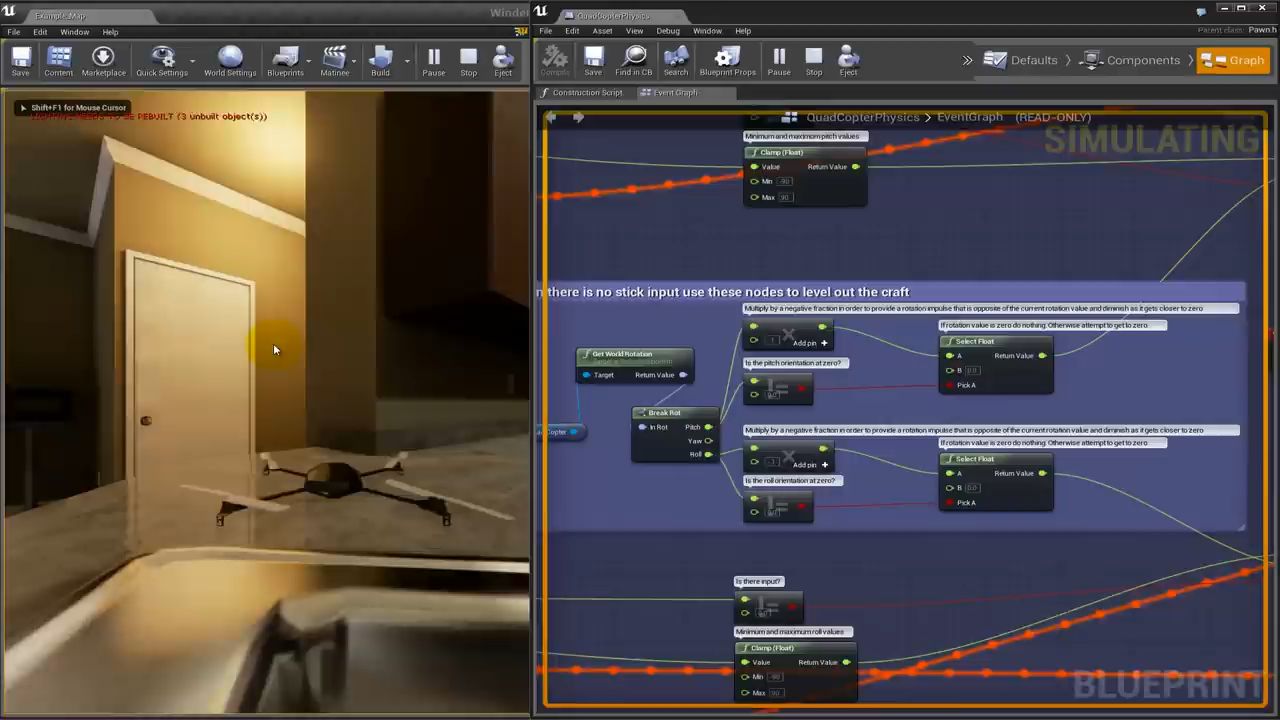 Example_Map
Winden
File Edit Window Help
Save Content Marketplace Quick Settings World Settings Blueprints Matinee Build Pause Stop Eject
Shift+F1 for Mouse Cursor
LIGHTING NEEDS TO BE REBUILT (3 unbuilt object(s))
QuadCopterPhysics
File Edit Asset View Debug Window Help
Parent class: Pawn.h
Compile Save Find in CB Search Blueprint Props Pause Stop Eject
Defaults Components Graph
Construction Script Event Graph
QuadCopterPhysics > EventGraph (READ-ONLY)
SIMULATING
Minimum and maximum pitch values
Clamp (Float)
Value Return Value
Min -90
Max 90
n there is no stick input use these nodes to level out the craft
Multiply by a negative fraction in order to provide a rotation impulse that is opposite of the current rotation value and diminish as it gets closer to zero
Add pin +
If rotation value is zero do nothing. Otherwise attempt to get to zero
Select Float
A Return Value
B 0.0
Pick A
Is the pitch orientation at zero?
Get World Rotation
Target Return Value
Break Rot
In Rot Pitch
Yaw
Roll
Copter
Multiply by a negative fraction in order to provide a rotation impulse that is opposite of the current rotation value and diminish as it gets closer to zero
Add pin +
If rotation value is zero do nothing. Otherwise attempt to get to zero
Select Float
A Return Value
B 0.0
Pick A
Is the roll orientation at zero?
Is there input?
Minimum and maximum roll values
Clamp (Float)
Value Return Value
Min -90
Max 90
BLUEPRINT